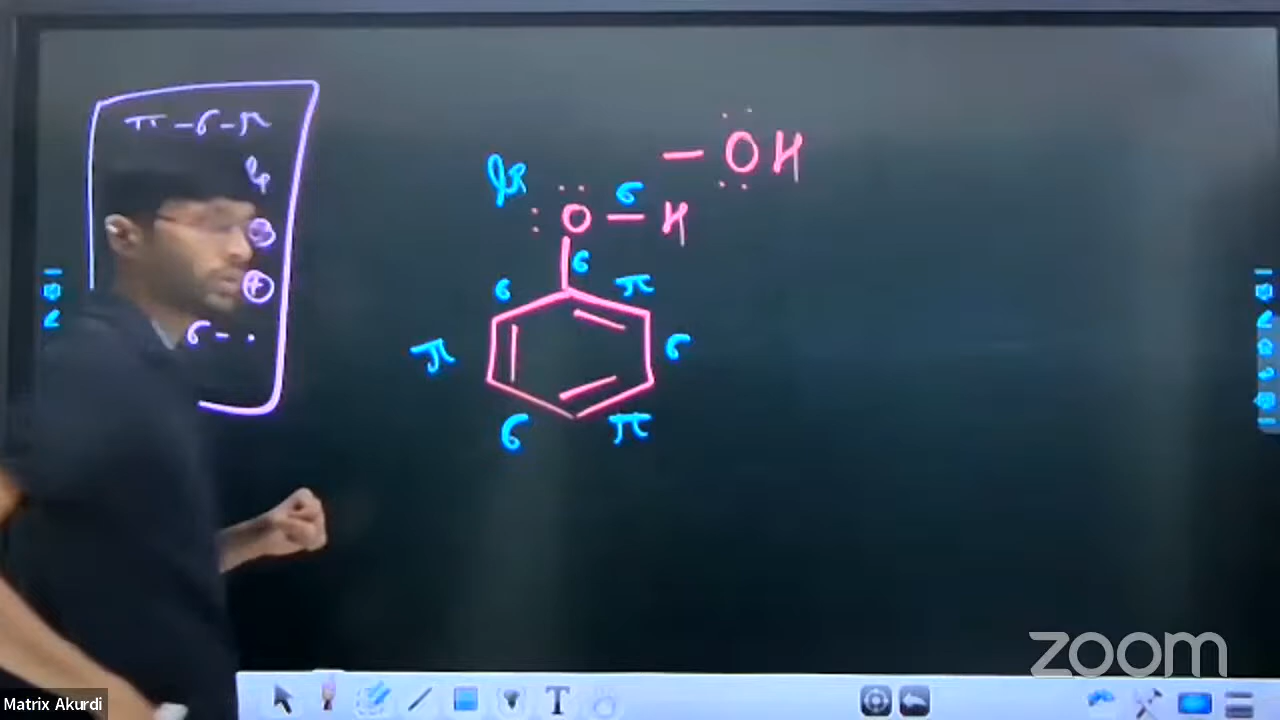 π - σ - π
lp
+
σ - .
- OH
lp
O - H
σ
σ
σ
π
π
σ
σ
π
zoom
T
Matrix Akurdi